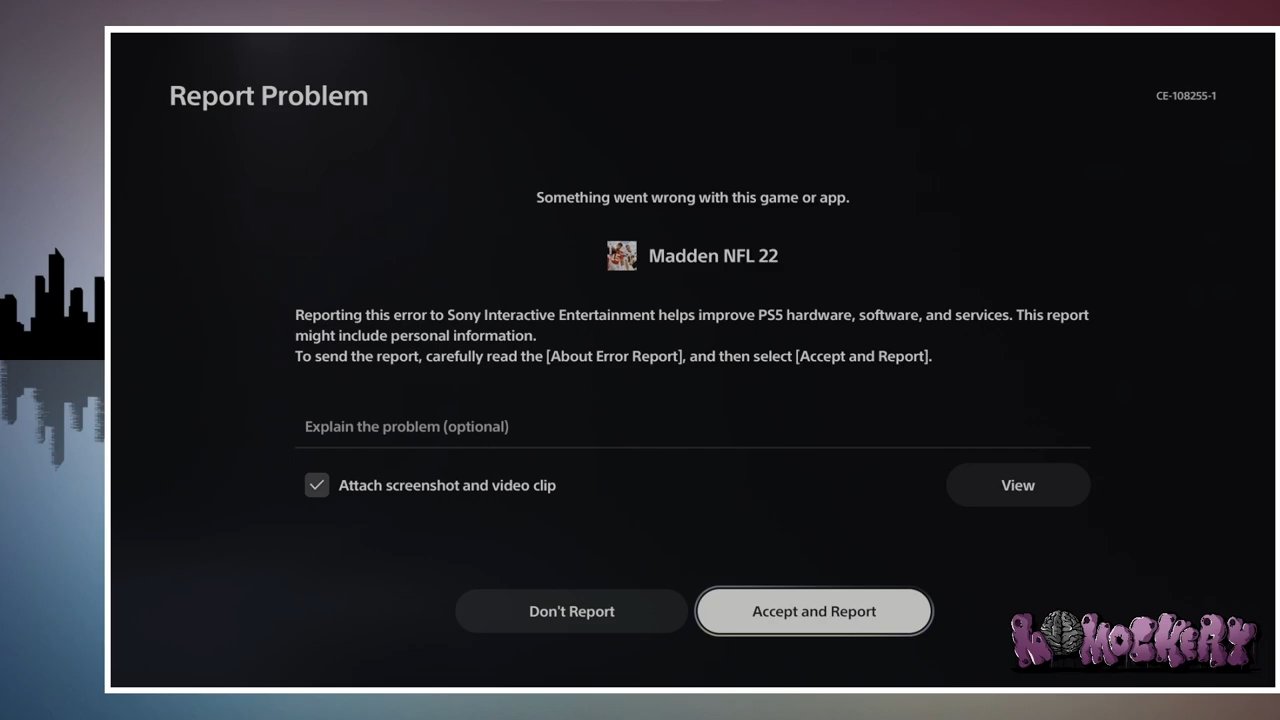 Report Problem
CE-108255-1
Something went wrong with this game or app.
Madden NFL 22
Reporting this error to Sony Interactive Entertainment helps improve PS5 hardware, software, and services. This report
might include personal information.
To send the report, carefully read the [About Error Report], and then select [Accept and Report].
Explain the problem (optional)
Attach screenshot and video clip
View
Don't Report
Accept and Report